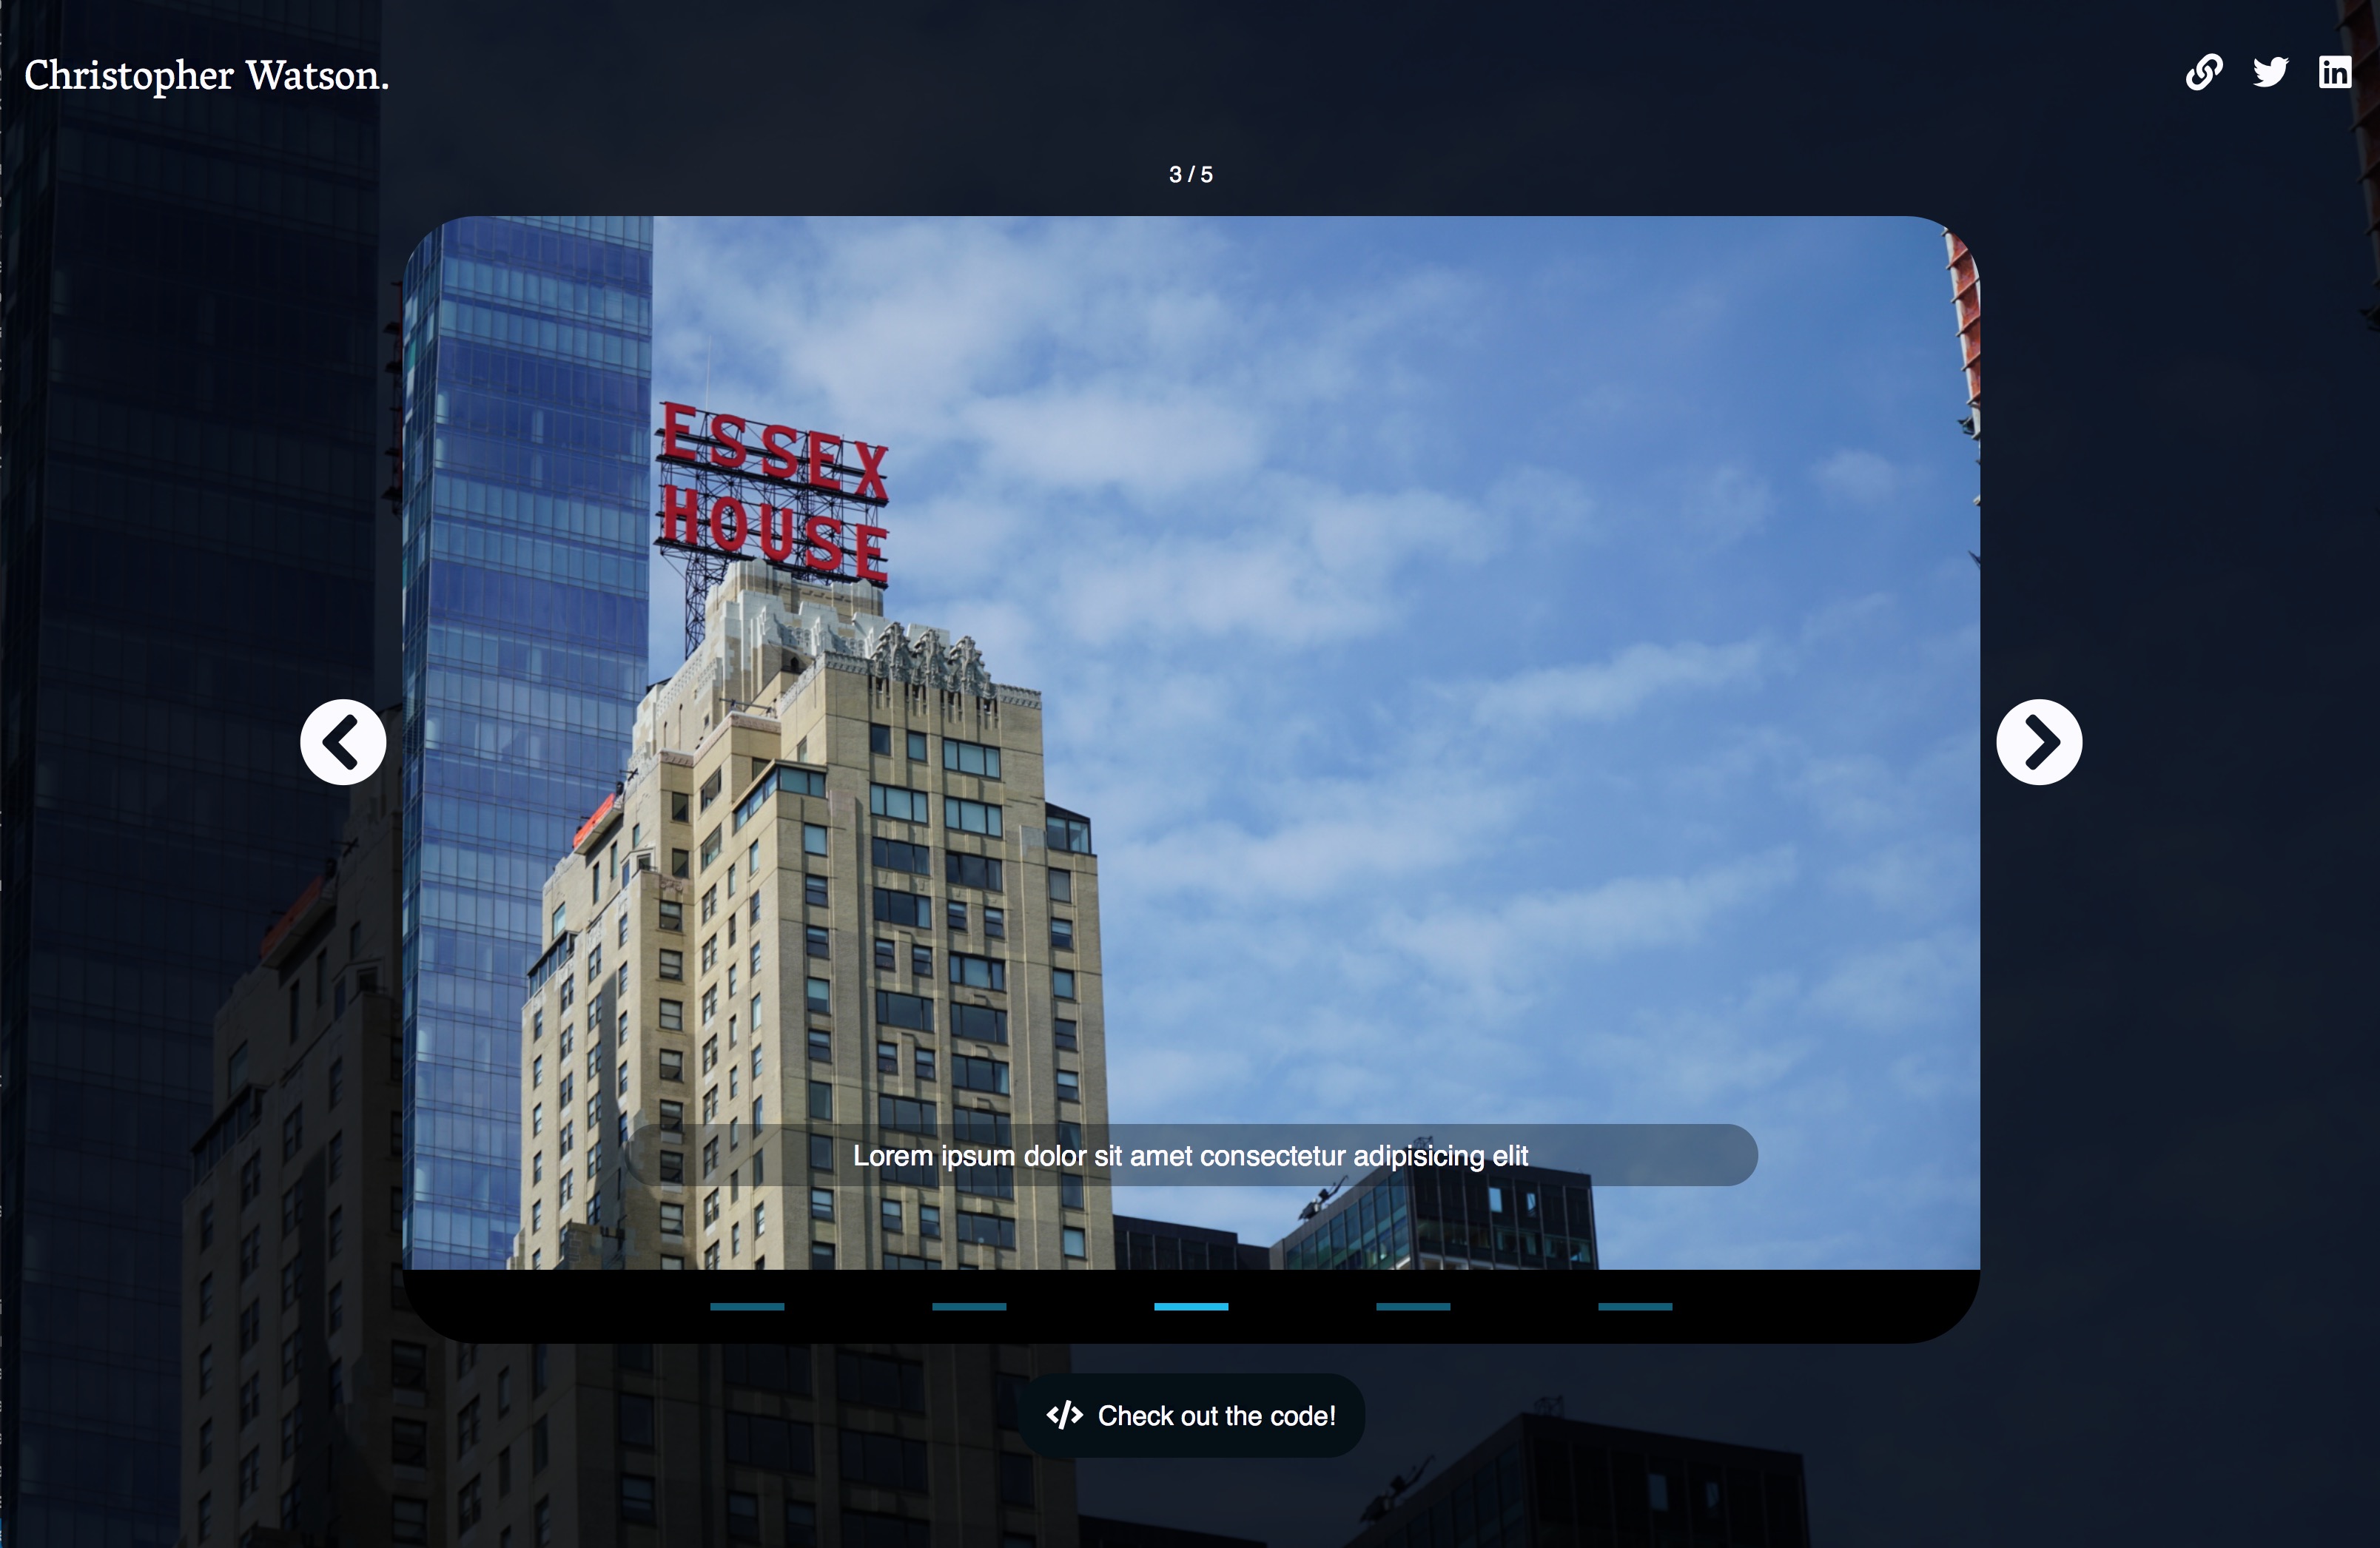 Christopher Watson.
3 / 5
ESSEX
HOUSE
Lorem ipsum dolor sit amet consectetur adipisicing elit
Check out the code!